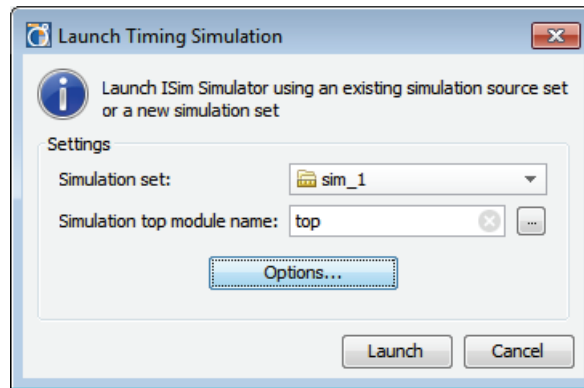 Launch Timing Simulation
Launch ISim Simulator using an existing simulation source set
or a new simulation set
Settings
Simulation set: sim_1
Simulation top module name: top ...
Options...
Launch Cancel